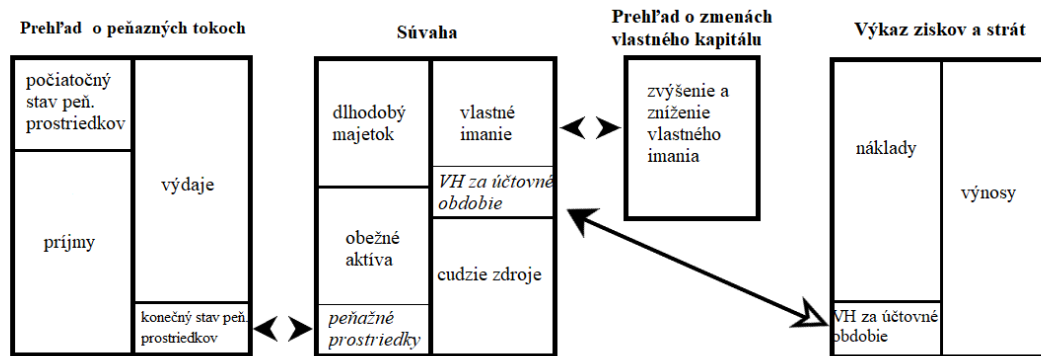 Prehľad o peňazných tokoch
počiatočný
stav peň.
prostriedkov
príjmy
výdaje
konečný stav peň.
prostriedkov
Súvaha
dlhodobý
majetok
obežné
aktíva
peňažné
prostriedky
vlastné
imanie
VH za účtovné
obdobie
cudzie zdroje
Prehľad o zmenách
vlastného kapitálu
zvýšenie a
zníženie
vlastného
imania
Výkaz ziskov a strát
náklady
VH za účtovné
obdobie
výnosy